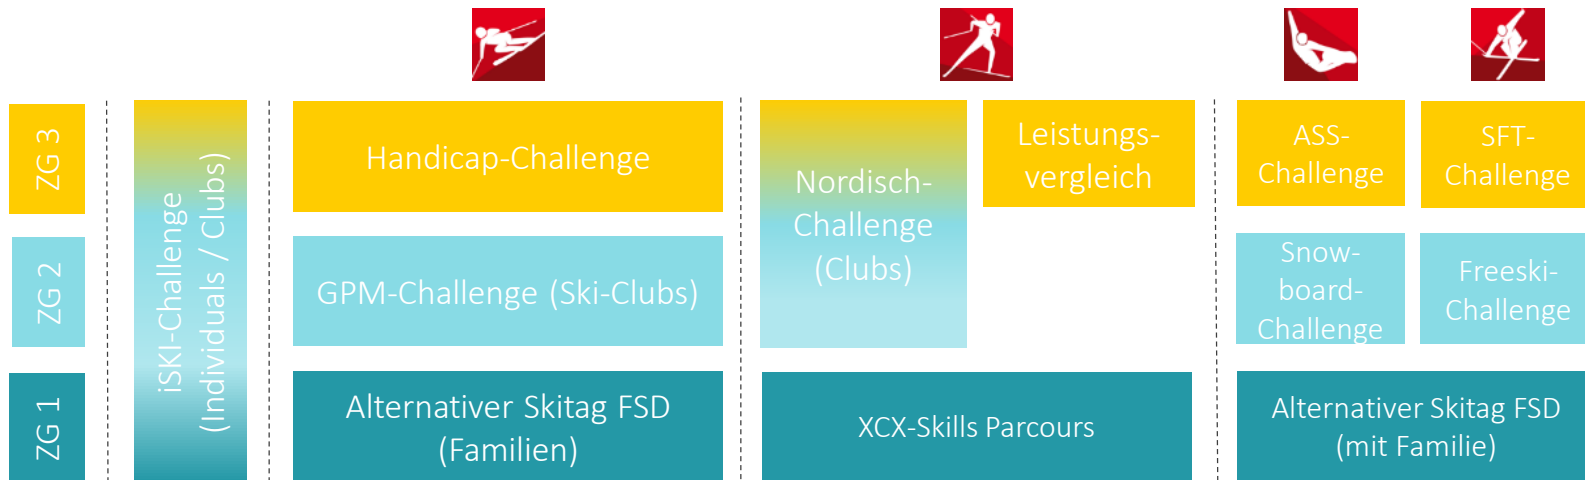 ZG 3
ZG 2
ZG 1
iSKI-Challenge
(Individuals / Clubs)
Handicap-Challenge
GPM-Challenge (Ski-Clubs)
Alternativer Skitag FSD
(Familien)
Nordisch-
Challenge
(Clubs)
Leistungs-
vergleich
XCX-Skills Parcours
ASS-
Challenge
SFT-
Challenge
Snow-
board-
Challenge
Freeski-
Challenge
Alternativer Skitag FSD
(mit Familie)